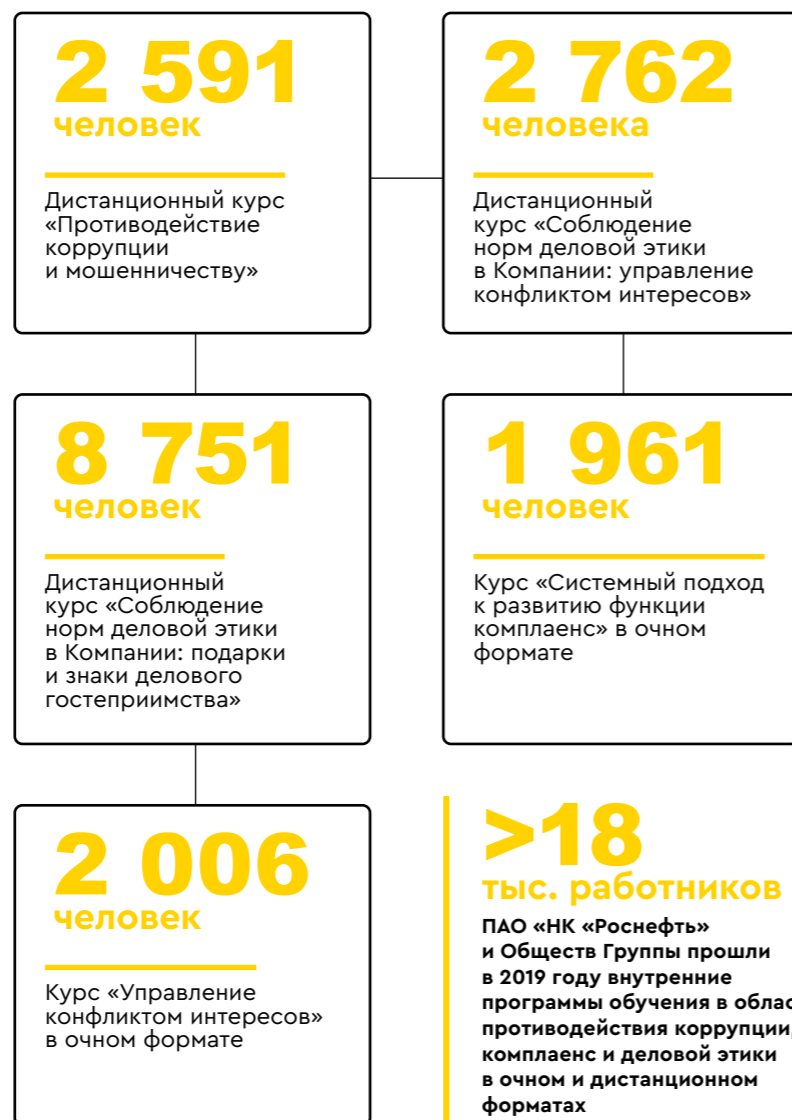 2 591
человек
Дистанционный курс
«Противодействие
коррупции
и мошенничеству»
2 762
человека
Дистанционный
курс «Соблюдение
норм деловой этики
в Компании: управление
конфликтом интересов»
8 751
человек
Дистанционный
курс «Соблюдение
норм деловой этики
в Компании: подарки
и знаки делового
гостеприимства»
1 961
человек
Курс «Системный подход
к развитию функции
комплаенс» в очном
формате
2 006
человек
Курс «Управление
конфликтом интересов»
в очном формате
>18
тыс. работников
ПАО «НК «Роснефть»
и Обществ Группы прошли
в 2019 году внутренние
программы обучения в
противодействия коррупции,
комплаенс и деловой этики
в очном и дистанционном
форматах